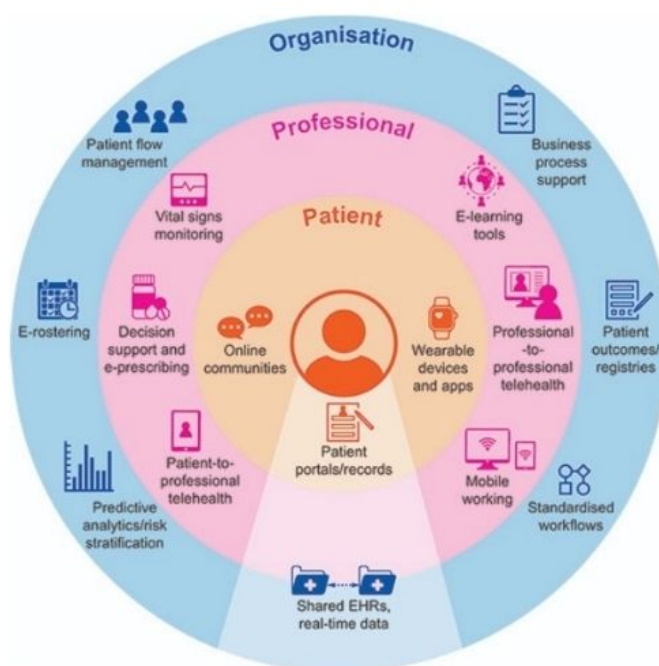 Organisation
Patient flow
management
Business
process
support
Professional
Vital signs
monitoring
E-learning
tools
Patient
E-rostering
Decision
support and
e-prescribing
Online
communities
Wearable
devices
and apps
Professional
-to-
professional
telehealth
Patient
outcomes/
registries
Patient
portals/records
Predictive
analytics/risk
stratification
Patient-to-
professional
telehealth
Mobile
working
Standardised
workflows
Shared EHRs,
real-time data